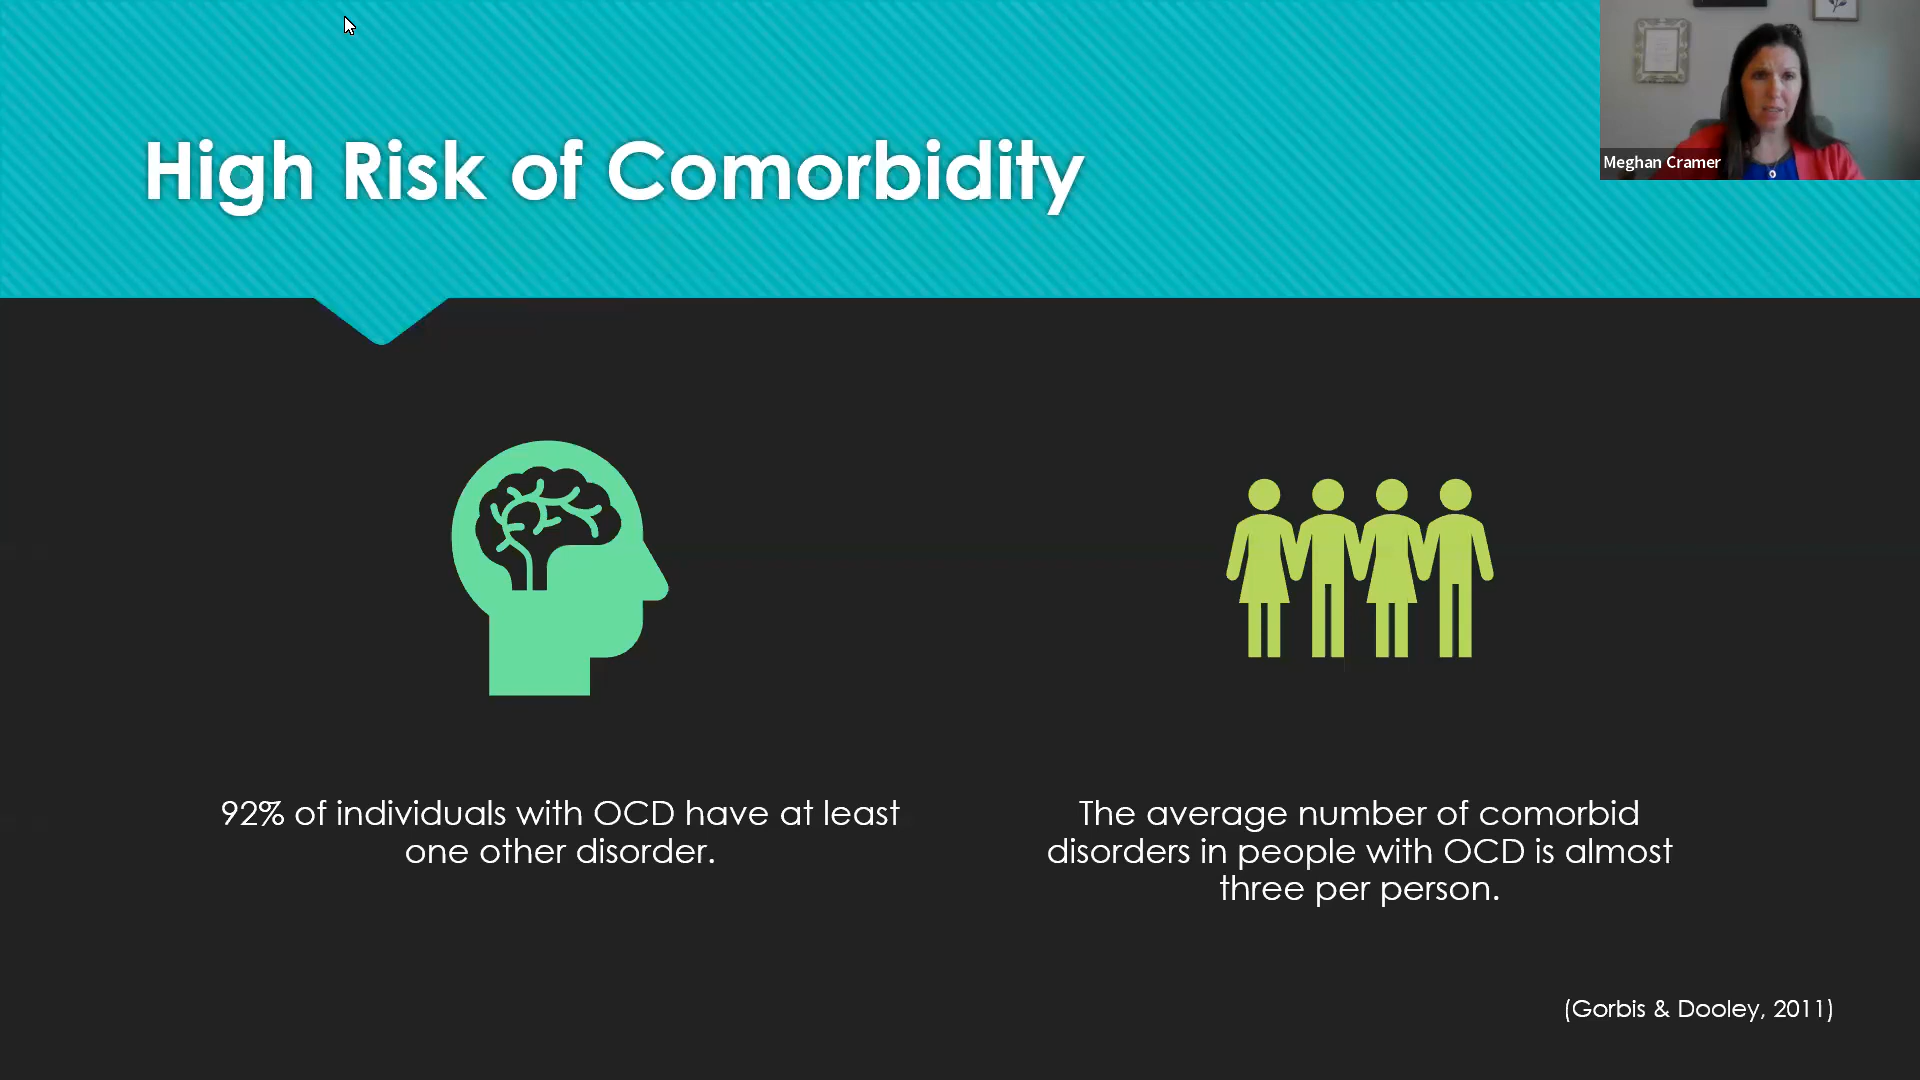 High Risk of Comorbidity
Meghan Cramer
92% of individuals with OCD have at least
one other disorder.
The average number of comorbid
disorders in people with OCD is almost
three per person.
(Gorbis & Dooley, 2011)